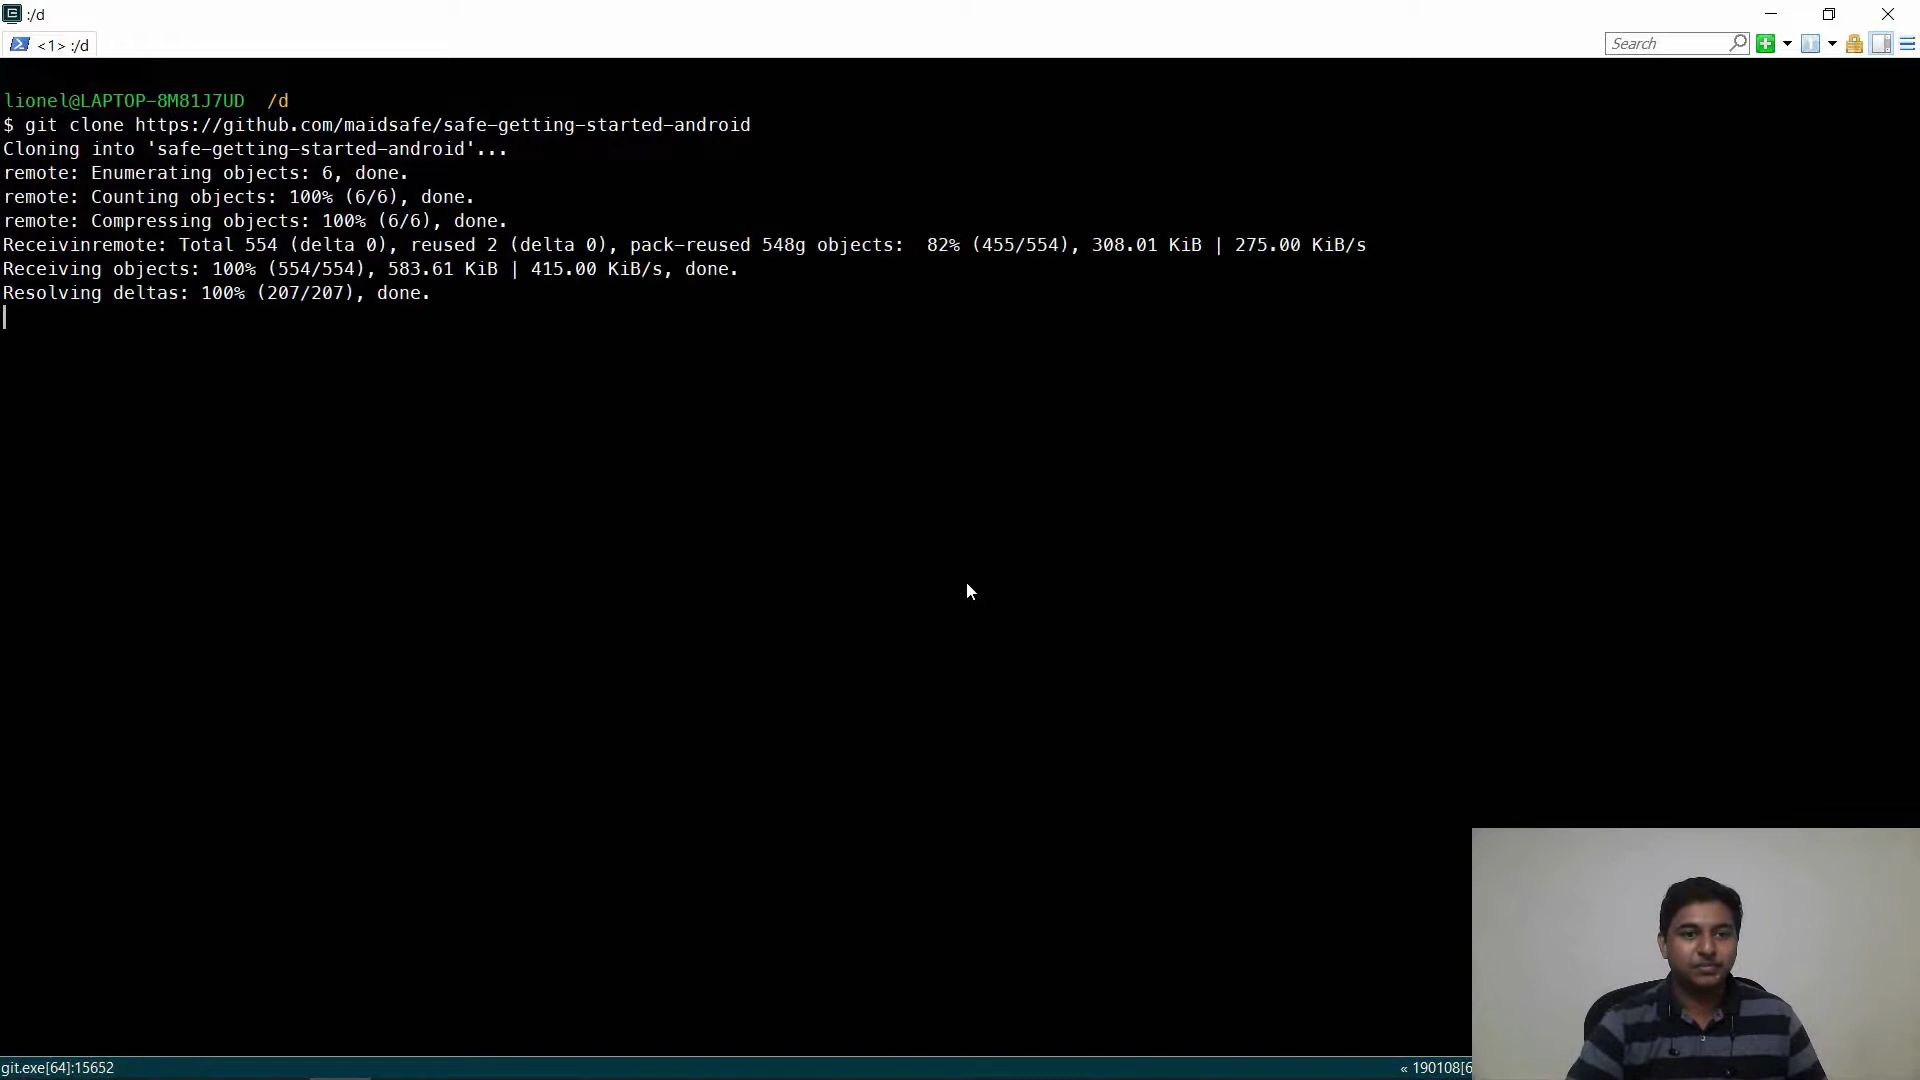 :/d
<1> :/d
Search
lionel@LAPTOP-8M81J7UD /d
$ git clone https://github.com/maidsafe/safe-getting-started-android
Cloning into 'safe-getting-started-android'...
remote: Enumerating objects: 6, done.
remote: Counting objects: 100% (6/6), done.
remote: Compressing objects: 100% (6/6), done.
Receivinremote: Total 554 (delta 0), reused 2 (delta 0), pack-reused 548g objects:  82% (455/554), 308.01 KiB | 275.00 KiB/s
Receiving objects: 100% (554/554), 583.61 KiB | 415.00 KiB/s, done.
Resolving deltas: 100% (207/207), done.
git.exe[64]:15652
« 190108[6